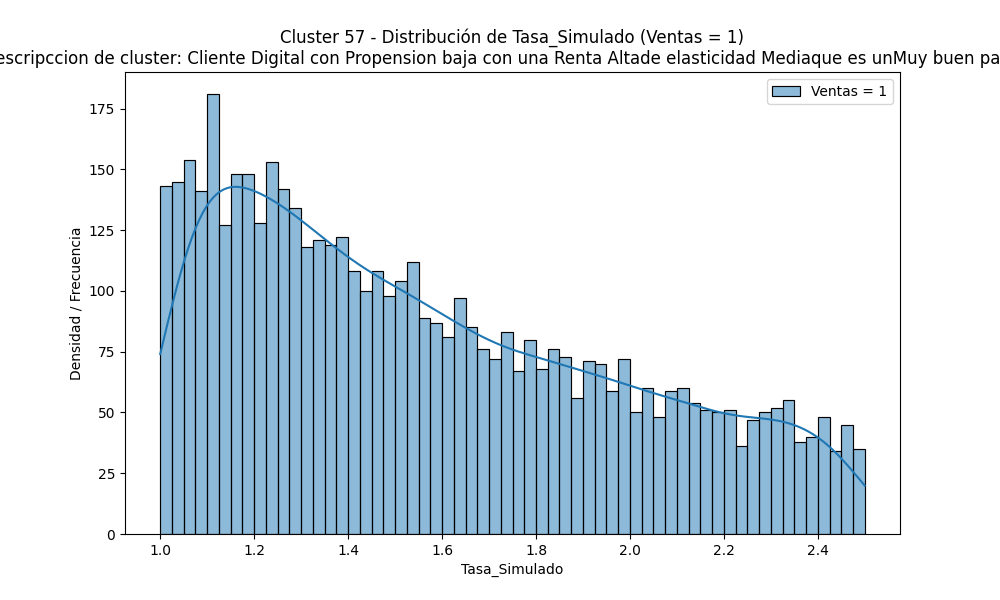 Cluster 57 - Distribución de Tasa_Simulado (Ventas = 1)
escripccion de cluster: Cliente Digital con Propension baja con una Renta Altade elasticidad Mediaque es unMuy buen pa
Ventas = 1
Densidad / Frecuencia
175
150
125
100
75
50
25
0
1.0 1.2 1.4 1.6 1.8 2.0 2.2 2.4
Tasa_Simulado